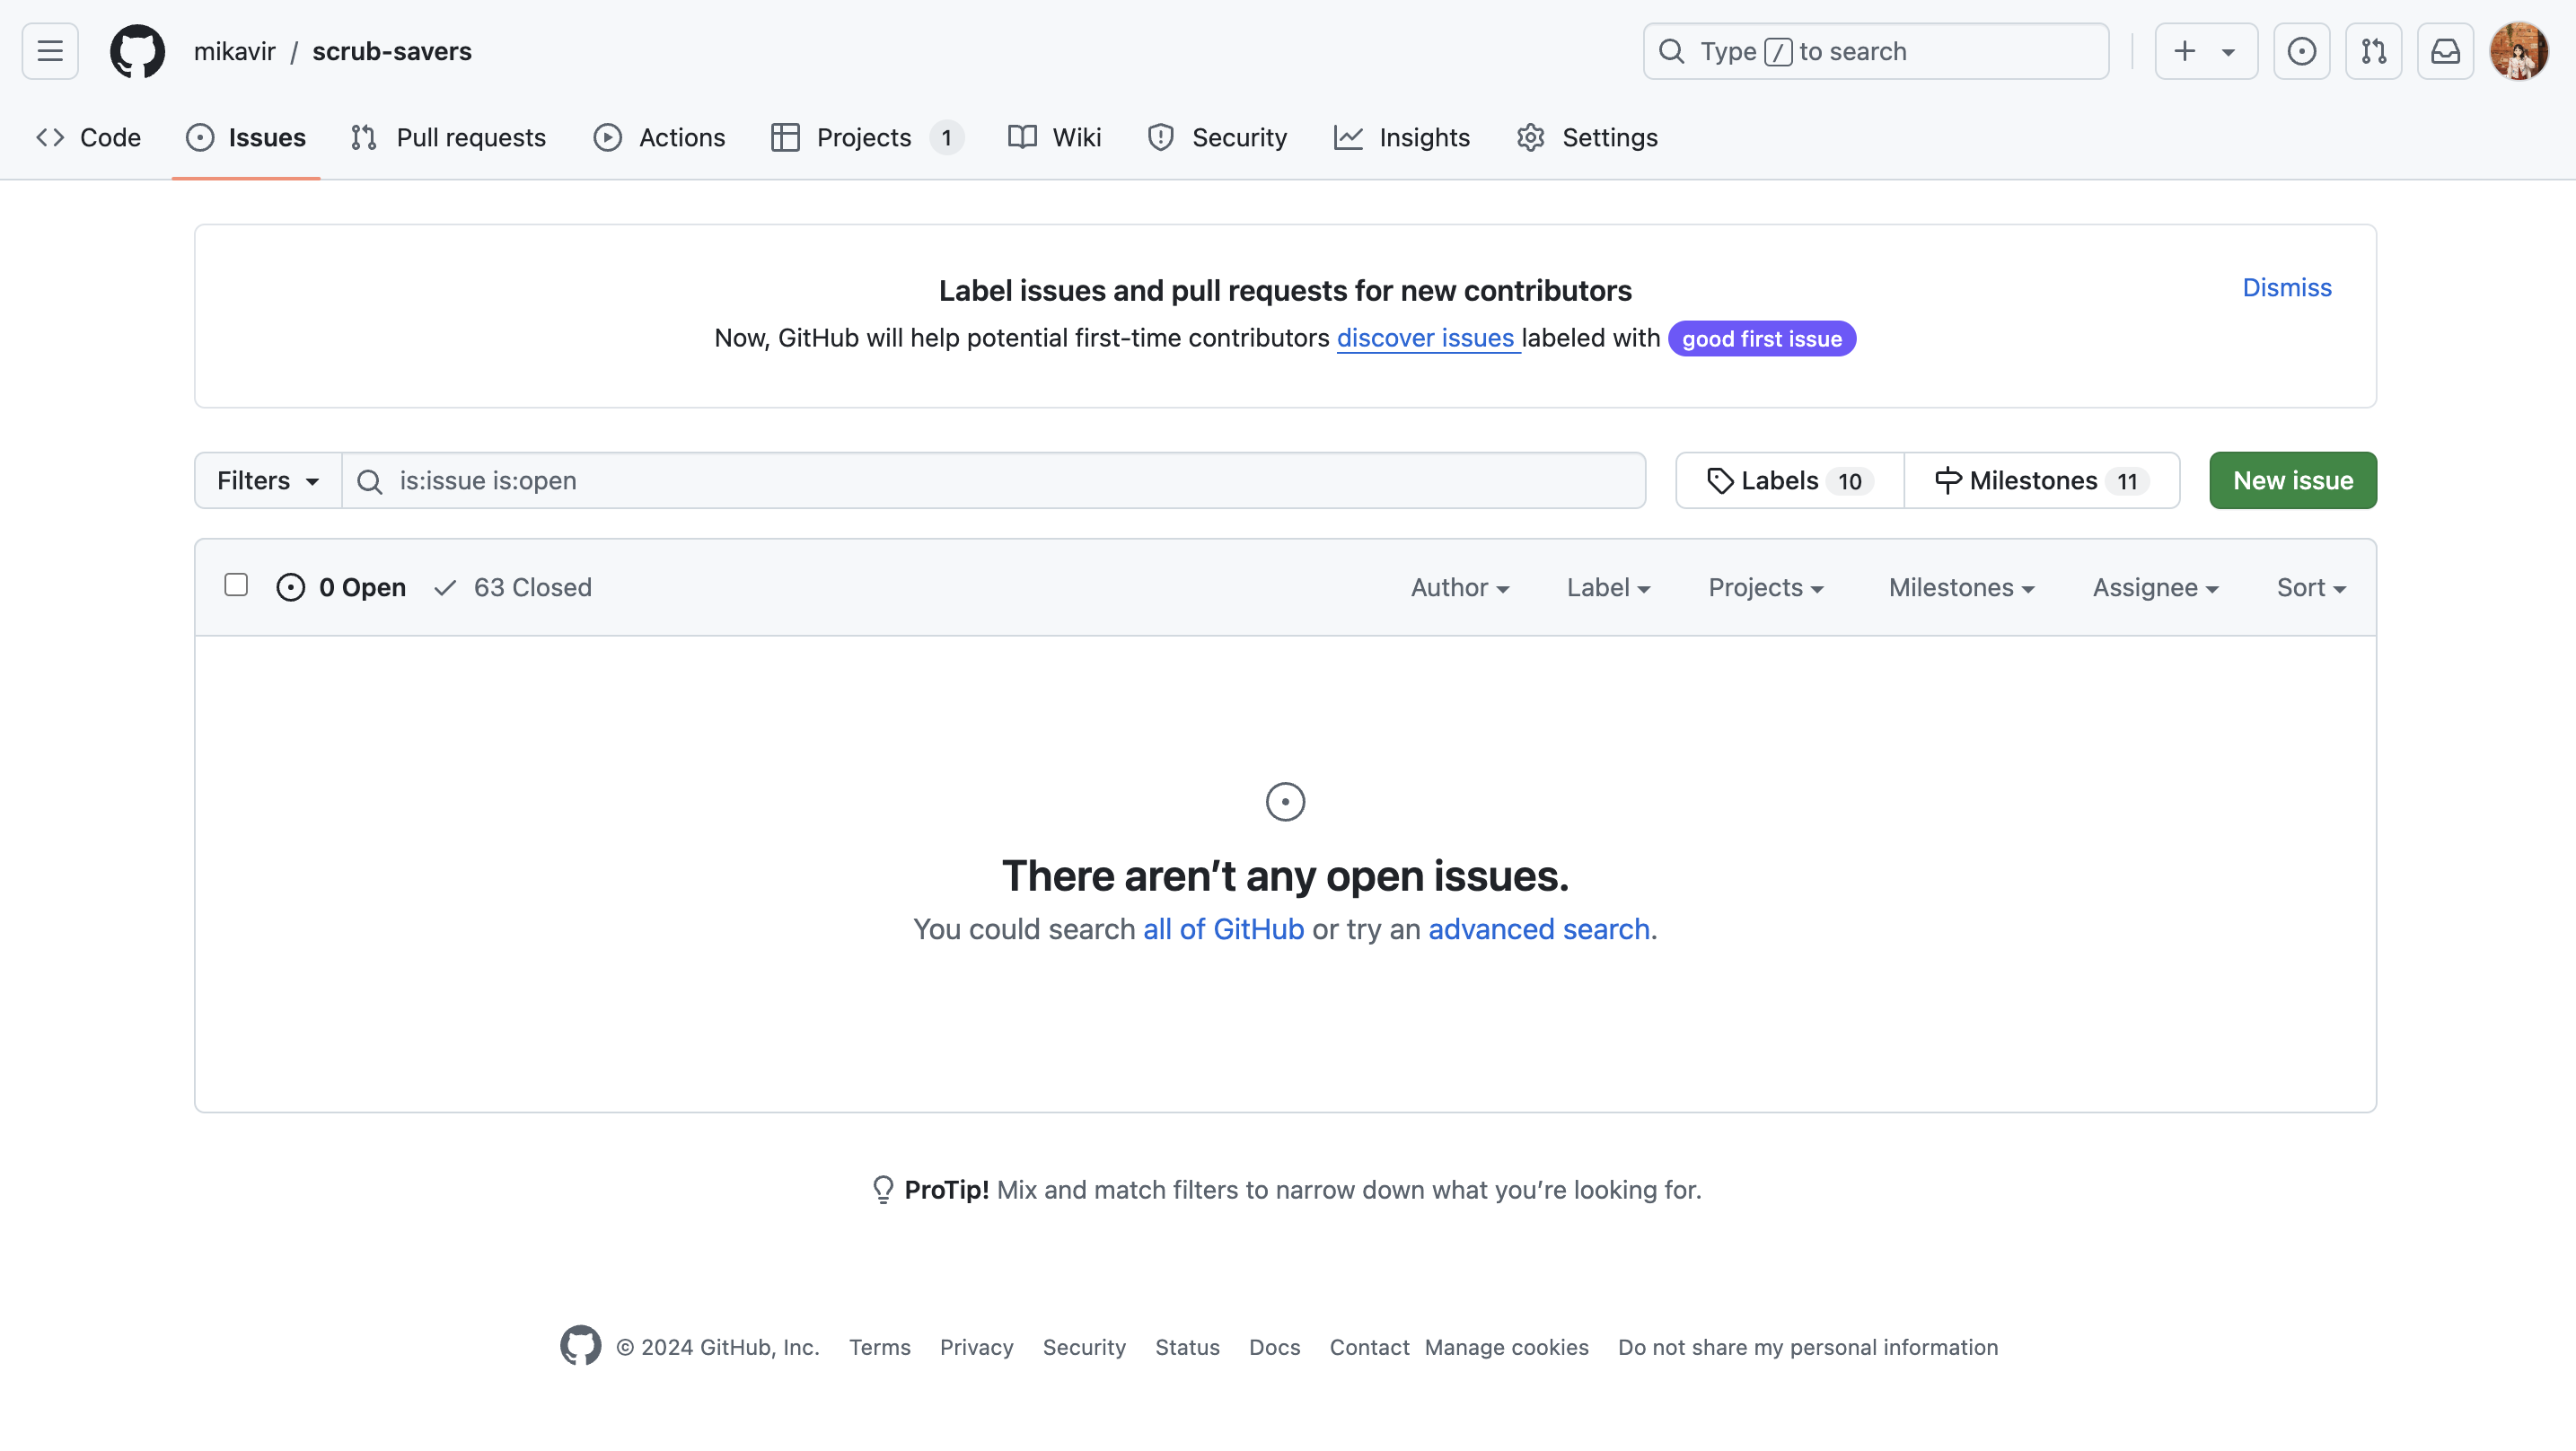 mikavir / scrub-savers
Type / to search
Code Issues Pull requests Actions Projects 1 Wiki Security Insights Settings
Label issues and pull requests for new contributors
Dismiss
Now, GitHub will help potential first-time contributors discover issues labeled with good first issue
Filters is:issue is:open Labels 10 Milestones 11 New issue
0 Open 63 Closed Author Label Projects Milestones Assignee Sort
There aren’t any open issues.
You could search all of GitHub or try an advanced search.
ProTip! Mix and match filters to narrow down what you’re looking for.
© 2024 GitHub, Inc. Terms Privacy Security Status Docs Contact Manage cookies Do not share my personal information